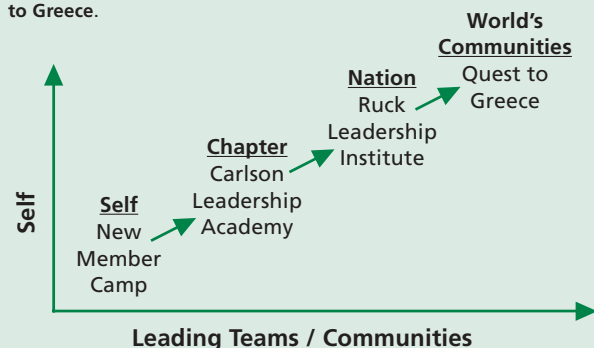 to Greece.
World's
Communities
Quest to
Greece
Nation
Ruck
Leadership
Institute
Chapter
Carlson
Leadership
Academy
Self
New
Member
Camp
Self
Leading Teams / Communities